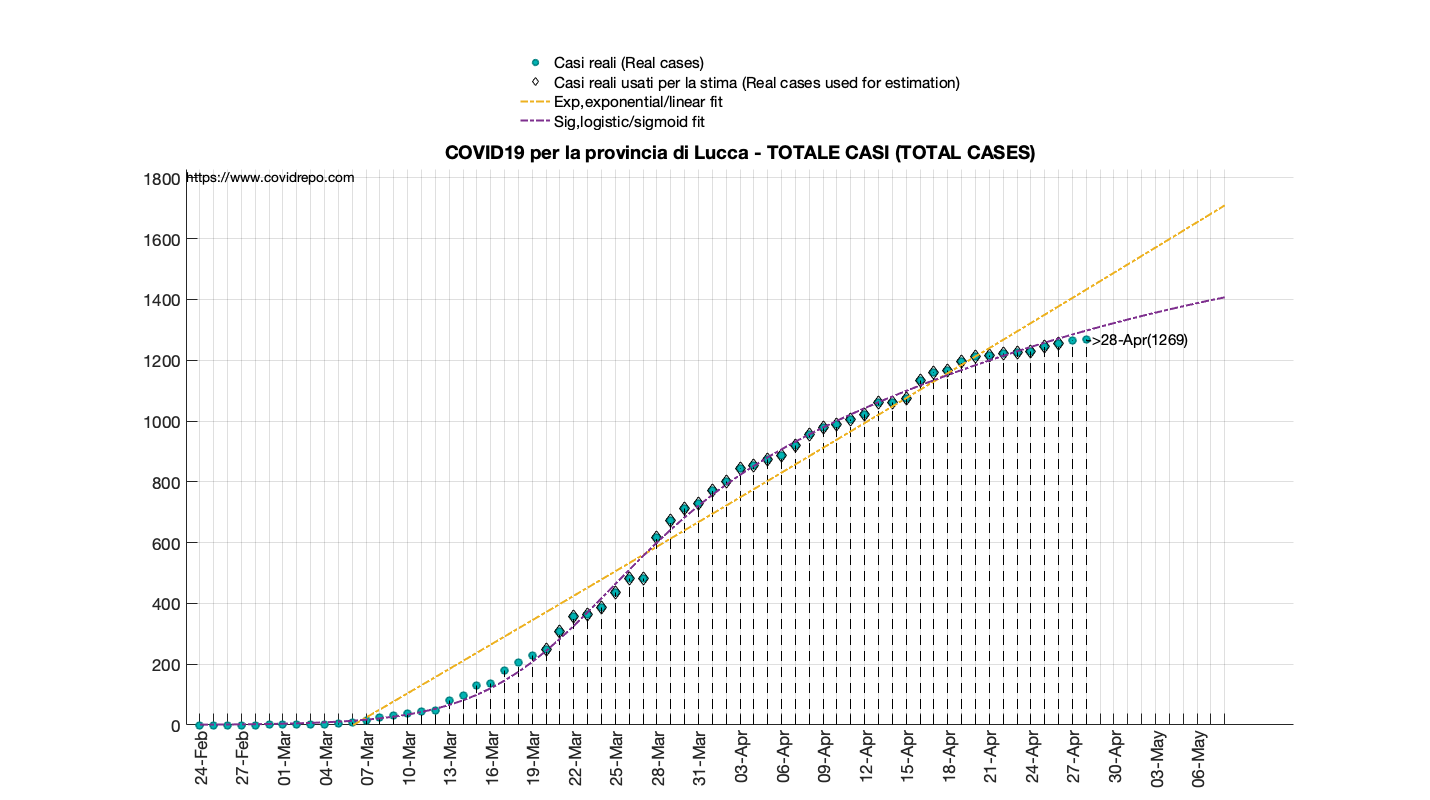 Casi reali (Real cases)
Casi reali usati per la stima (Real cases used for estimation)
Exp,exponential/linear fit
Sig,logistic/sigmoid fit
COVID19 per la provincia di Lucca - TOTALE CASI (TOTAL CASES)
https://www.covidrepo.com
1800
1600
1400
1200
1000
800
600
400
200
0
->28-Apr(1269)
24-Feb
27-Feb
01-Mar
04-Mar
07-Mar
10-Mar
13-Mar
16-Mar
19-Mar
22-Mar
25-Mar
28-Mar
31-Mar
03-Apr
06-Apr
09-Apr
12-Apr
15-Apr
18-Apr
21-Apr
24-Apr
27-Apr
30-Apr
03-May
06-May